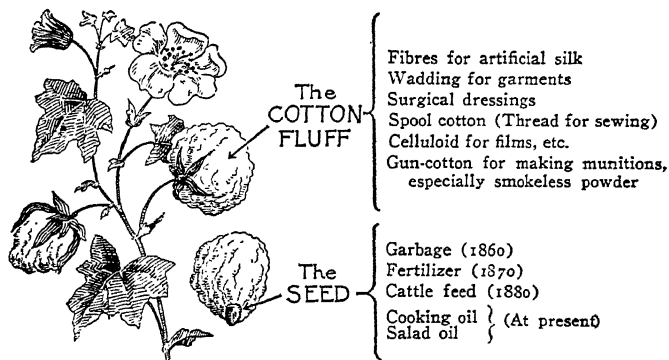 The
COTTON
FLUFF
Fibres for artificial silk
Wadding for garments
Surgical dressings
Spool cotton (Thread for sewing)
Celluloid for films, etc.
Gun-cotton for making munitions,
especially smokeless powder
The
SEED
Garbage (1860)
Fertilizer (1870)
Cattle feed (1880)
Cooking oil
Salad oil
(At present)